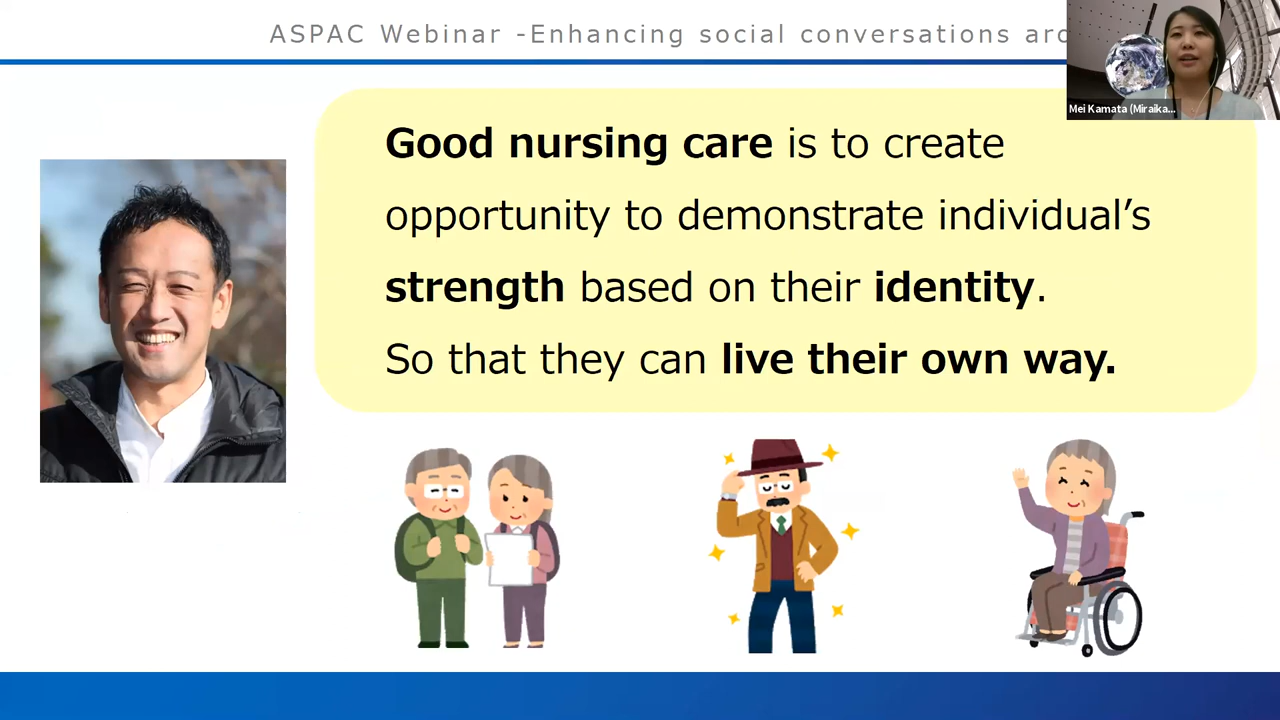 ASPAC Webinar -Enhancing social conversations
Mei Kamata (Miraika...
Good nursing care is to create
opportunity to demonstrate individual’s
strength based on their identity.
So that they can live their own way.